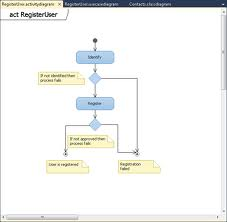 RegisterUser.activitydiagram
RegisterUser.usecasediagram
Contacts.classdiagram
act RegisterUser
Identify
If not identified then
process fails
Register
If not approved then
process fails
User is registered
Registration
failed